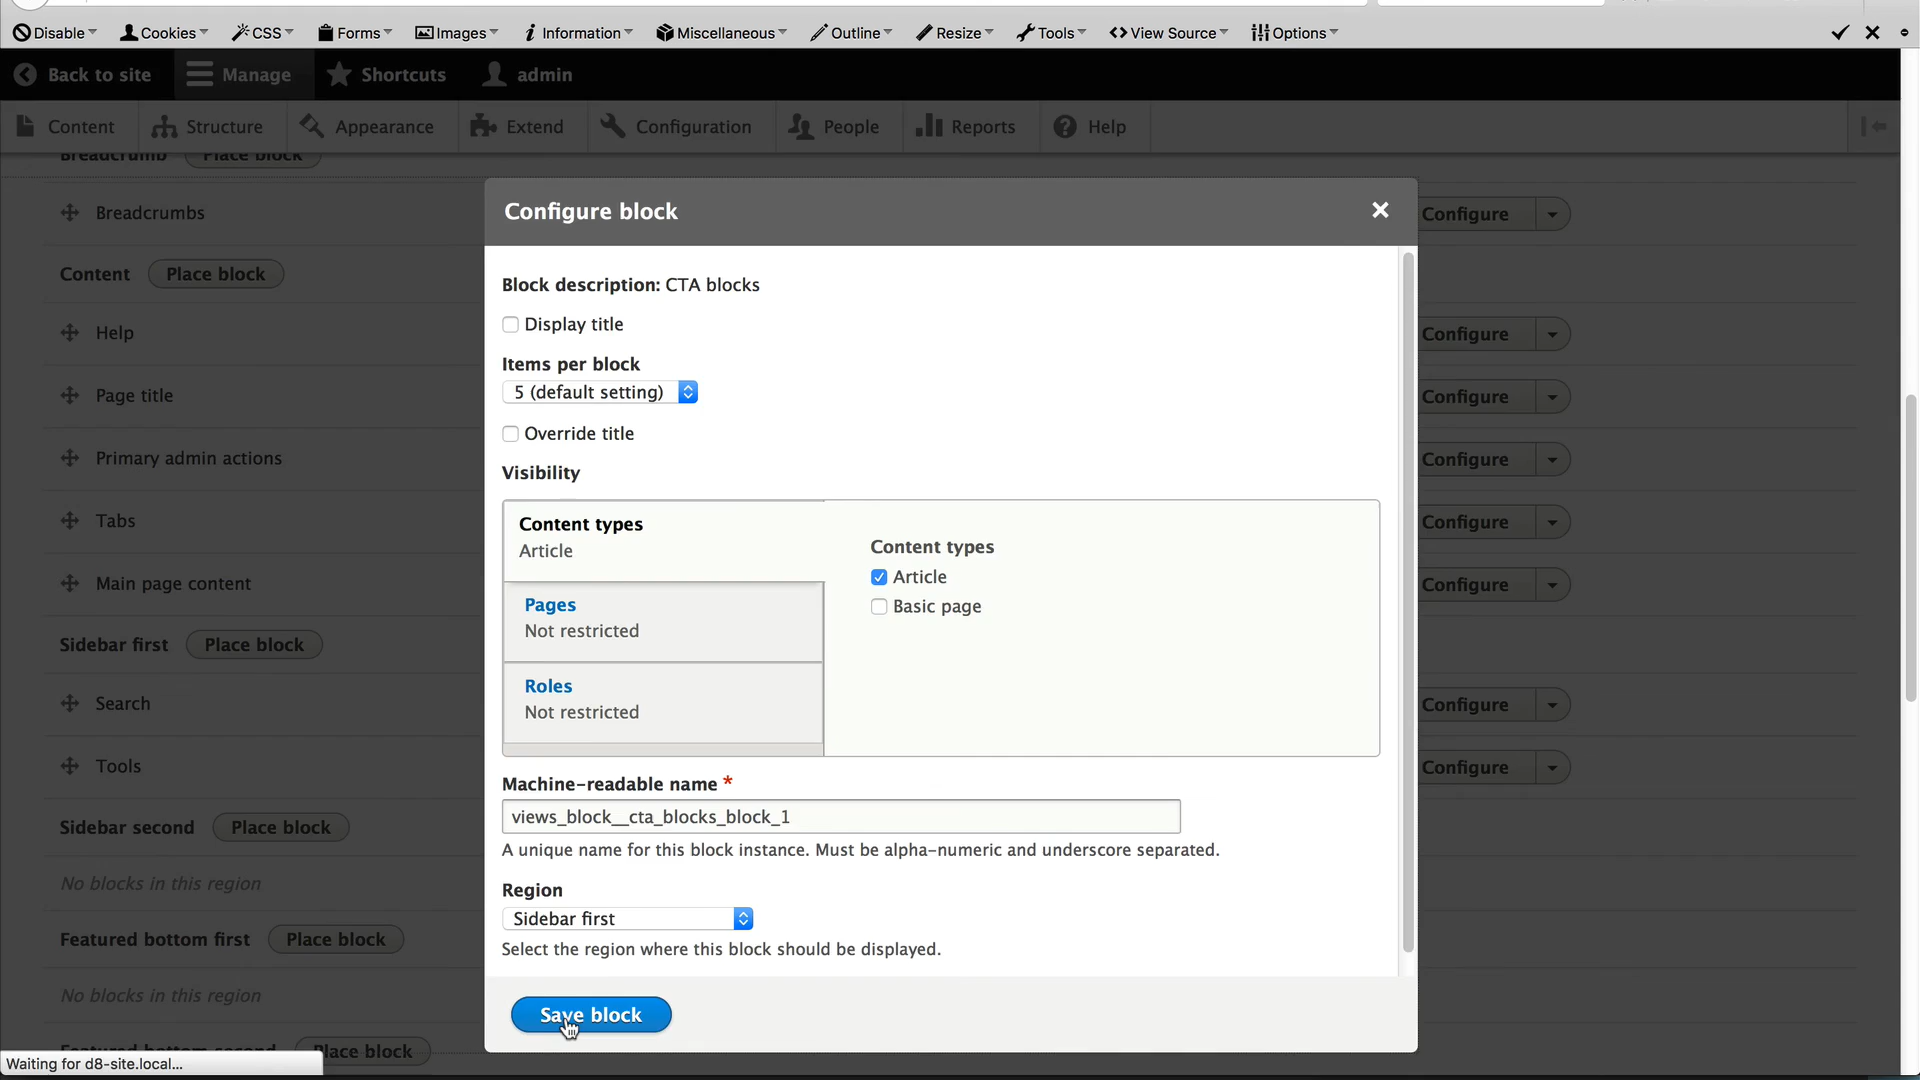 Disable Cookies CSS Forms Images Information Miscellaneous Outline Resize Tools View Source Options
Back to site Manage Shortcuts admin
Content Structure Appearance Extend Configuration People Reports Help
Breadcrumb Place block
Configure block
Breadcrumbs Configure
Content Place block
Block description: CTA blocks
Display title
Help Configure
Items per block
5 (default setting)
Page title Configure
Override title
Primary admin actions Configure
Visibility
Content types
Article
Content types
Article
Basic page
Tabs Configure
Main page content Configure
Pages
Not restricted
Sidebar first Place block
Roles
Not restricted
Search Configure
Tools Configure
Machine-readable name *
views_block__cta_blocks_block_1
A unique name for this block instance. Must be alpha-numeric and underscore separated.
Sidebar second Place block
No blocks in this region
Region
Sidebar first
Select the region where this block should be displayed.
Featured bottom first Place block
No blocks in this region
Save block
Featured bottom second Place block
Waiting for d8-site.local...